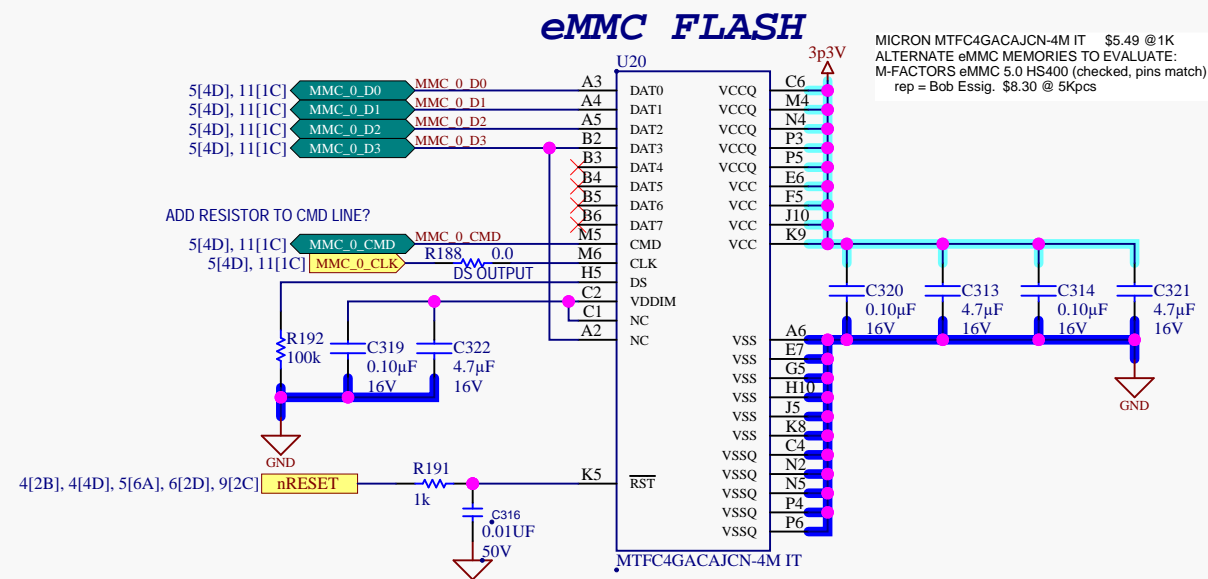 eMMC FLASH
MICRON MTFC4GACAJCN-4M IT $5.49 @1K
ALTERNATE eMMC MEMORIES TO EVALUATE:
M-FACTORS eMMC 5.0 HS400 (checked, pins match)
rep = Bob Essig. $8.30 @ 5Kpcs
3p3V
U20
5[4D], 11[1C] MMC_0_D0 MMC_0_D0 A3 DAT0 VCCQ C6
5[4D], 11[1C] MMC_0_D1 MMC_0_D1 A4 DAT1 VCCQ M4
5[4D], 11[1C] MMC_0_D2 MMC_0_D2 A5 DAT2 VCCQ N4
5[4D], 11[1C] MMC_0_D3 MMC_0_D3 B2 DAT3 VCCQ P3
B3 DAT4 VCCQ P5
B4 DAT5 VCC E6
B5 DAT6 VCC F5
B6 DAT7 VCC J10
ADD RESISTOR TO CMD LINE?
5[4D], 11[1C] MMC_0_CMD MMC_0_CMD M5 CMD VCC K9
5[4D], 11[1C] MMC_0_CLK R188 0.0 M6 CLK
DS OUTPUT
H5 DS
C2 VDDIM
C1 NC
A2 NC VSS A6
R192
100k
C319
0.10µF
16V
C322
4.7µF
16V
C320
0.10µF
16V
C313
4.7µF
16V
C314
0.10µF
16V
C321
4.7µF
16V
VSS E7
VSS G5
VSS H10
VSS J5
VSS K8
VSSQ C4
VSSQ N2
VSSQ N5
VSSQ P4
VSSQ P6
GND
GND
4[2B], 4[4D], 5[6A], 6[2D], 9[2C] nRESET R191 K5 RST
1k
C316
0.01UF
50V
MTFC4GACAJCN-4M IT